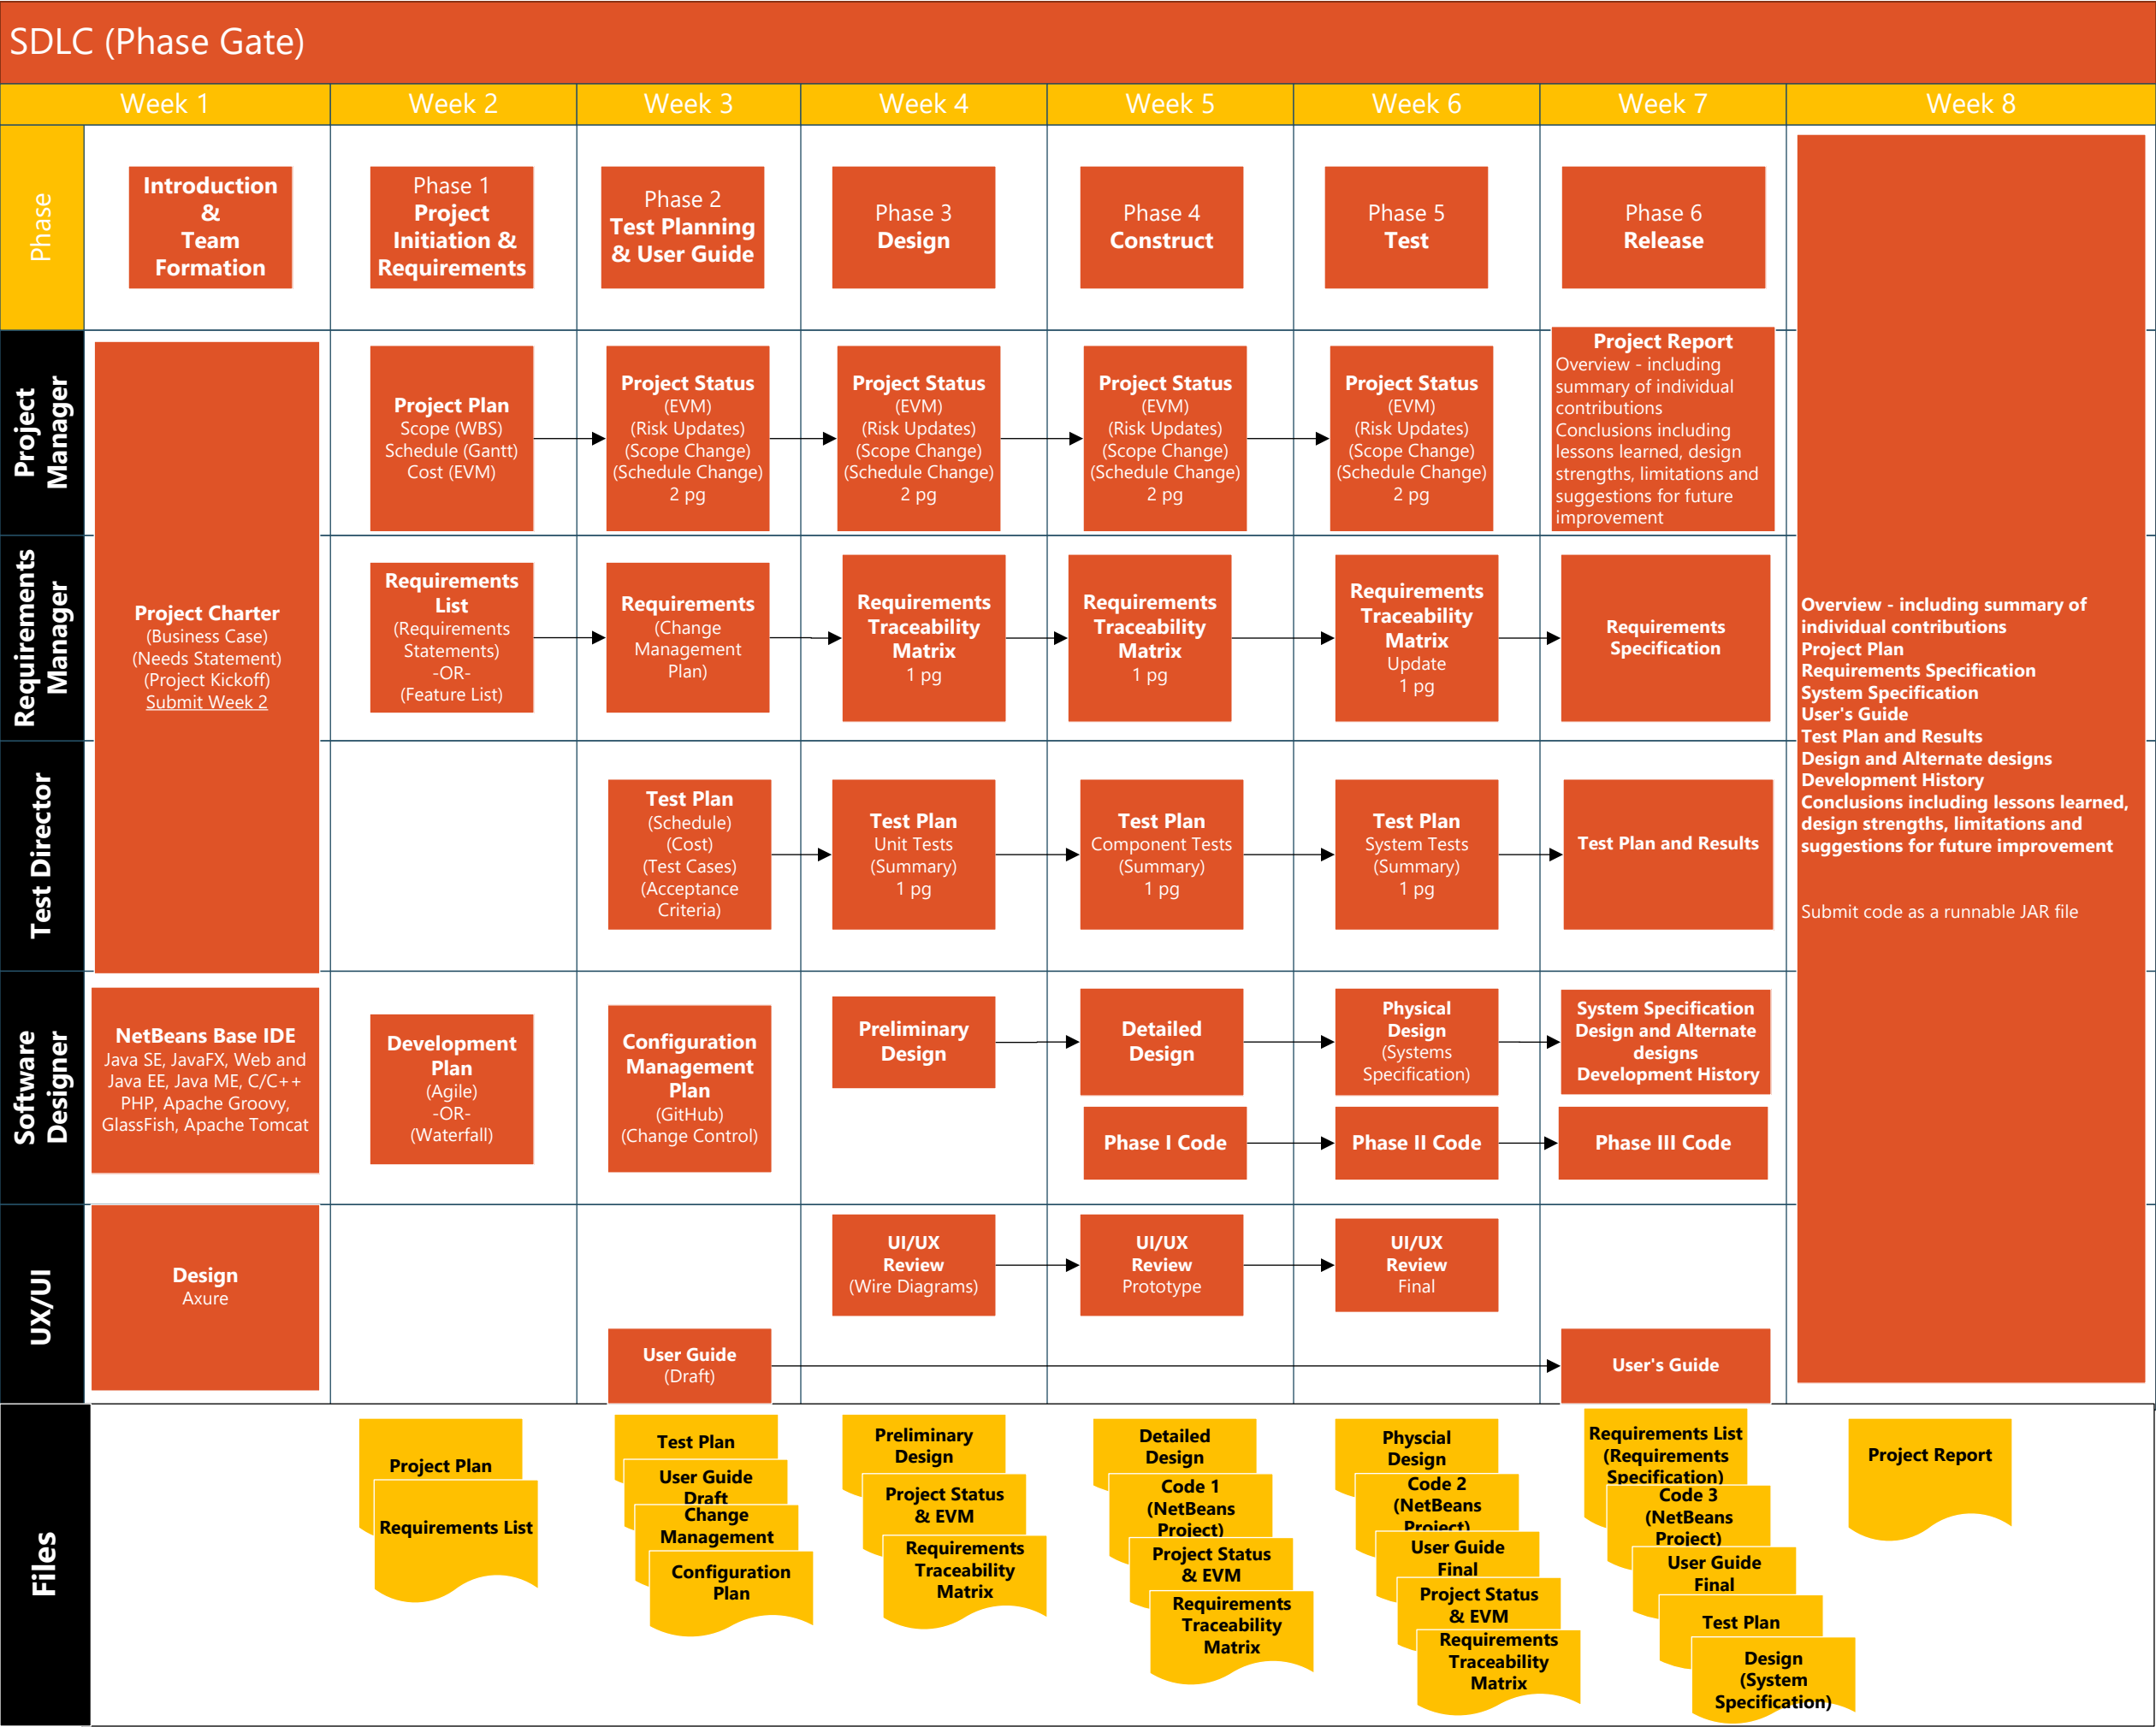 SDLC (Phase Gate)
Week 1
Week 2
Week 3
Week 4
Week 5
Week 6
Week 7
Week 8
Phase
Introduction
&
Team
Formation
Phase 1
Project
Initiation &
Requirements
Phase 2
Test Planning
& User Guide
Phase 3
Design
Phase 4
Construct
Phase 5
Test
Phase 6
Release
Project
Manager
Project Plan
Scope (WBS)
Schedule (Gantt)
Cost (EVM)
Project Status
(EVM)
(Risk Updates)
(Scope Change)
(Schedule Change)
2 pg
Project Status
(EVM)
(Risk Updates)
(Scope Change)
(Schedule Change)
2 pg
Project Status
(EVM)
(Risk Updates)
(Scope Change)
(Schedule Change)
2 pg
Project Status
(EVM)
(Risk Updates)
(Scope Change)
(Schedule Change)
2 pg
Project Report
Overview - including
summary of individual
contributions
Conclusions including
lessons learned, design
strengths, limitations and
suggestions for future
improvement
Requirements
Manager
Project Charter
(Business Case)
(Needs Statement)
(Project Kickoff)
Submit Week 2
Requirements
List
(Requirements
Statements)
-OR-
(Feature List)
Requirements
(Change
Management
Plan)
Requirements
Traceability
Matrix
1 pg
Requirements
Traceability
Matrix
1 pg
Requirements
Traceability
Matrix
Update
1 pg
Requirements
Specification
Overview - including summary of
individual contributions
Project Plan
Requirements Specification
System Specification
User's Guide
Test Plan and Results
Design and Alternate designs
Development History
Conclusions including lessons learned,
design strengths, limitations and
suggestions for future improvement
Submit code as a runnable JAR file
Test Director
Test Plan
(Schedule)
(Cost)
(Test Cases)
(Acceptance
Criteria)
Test Plan
Unit Tests
(Summary)
1 pg
Test Plan
Component Tests
(Summary)
1 pg
Test Plan
System Tests
(Summary)
1 pg
Test Plan and Results
Software
Designer
NetBeans Base IDE
Java SE, JavaFX, Web and
Java EE, Java ME, C/C++
PHP, Apache Groovy,
GlassFish, Apache Tomcat
Development
Plan
(Agile)
-OR-
(Waterfall)
Configuration
Management
Plan
(GitHub)
(Change Control)
Preliminary
Design
Detailed
Design
Physical
Design
(Systems
Specification)
System Specification
Design and Alternate
designs
Development History
Phase I Code
Phase II Code
Phase III Code
UX/UI
Design
Axure
UI/UX
Review
(Wire Diagrams)
UI/UX
Review
Prototype
UI/UX
Review
Final
User Guide
(Draft)
User's Guide
Files
Project Plan
Requirements List
Test Plan
User Guide
Draft
Change
Management
Configuration
Plan
Preliminary
Design
Project Status
& EVM
Requirements
Traceability
Matrix
Detailed
Design
Code 1
(NetBeans
Project)
Project Status
& EVM
Requirements
Traceability
Matrix
Physcial
Design
Code 2
(NetBeans
Project)
User Guide
Final
Project Status
& EVM
Requirements
Traceability
Matrix
Requirements List
(Requirements
Specification)
Code 3
(NetBeans
Project)
User Guide
Final
Test Plan
Design
(System
Specification)
Project Report